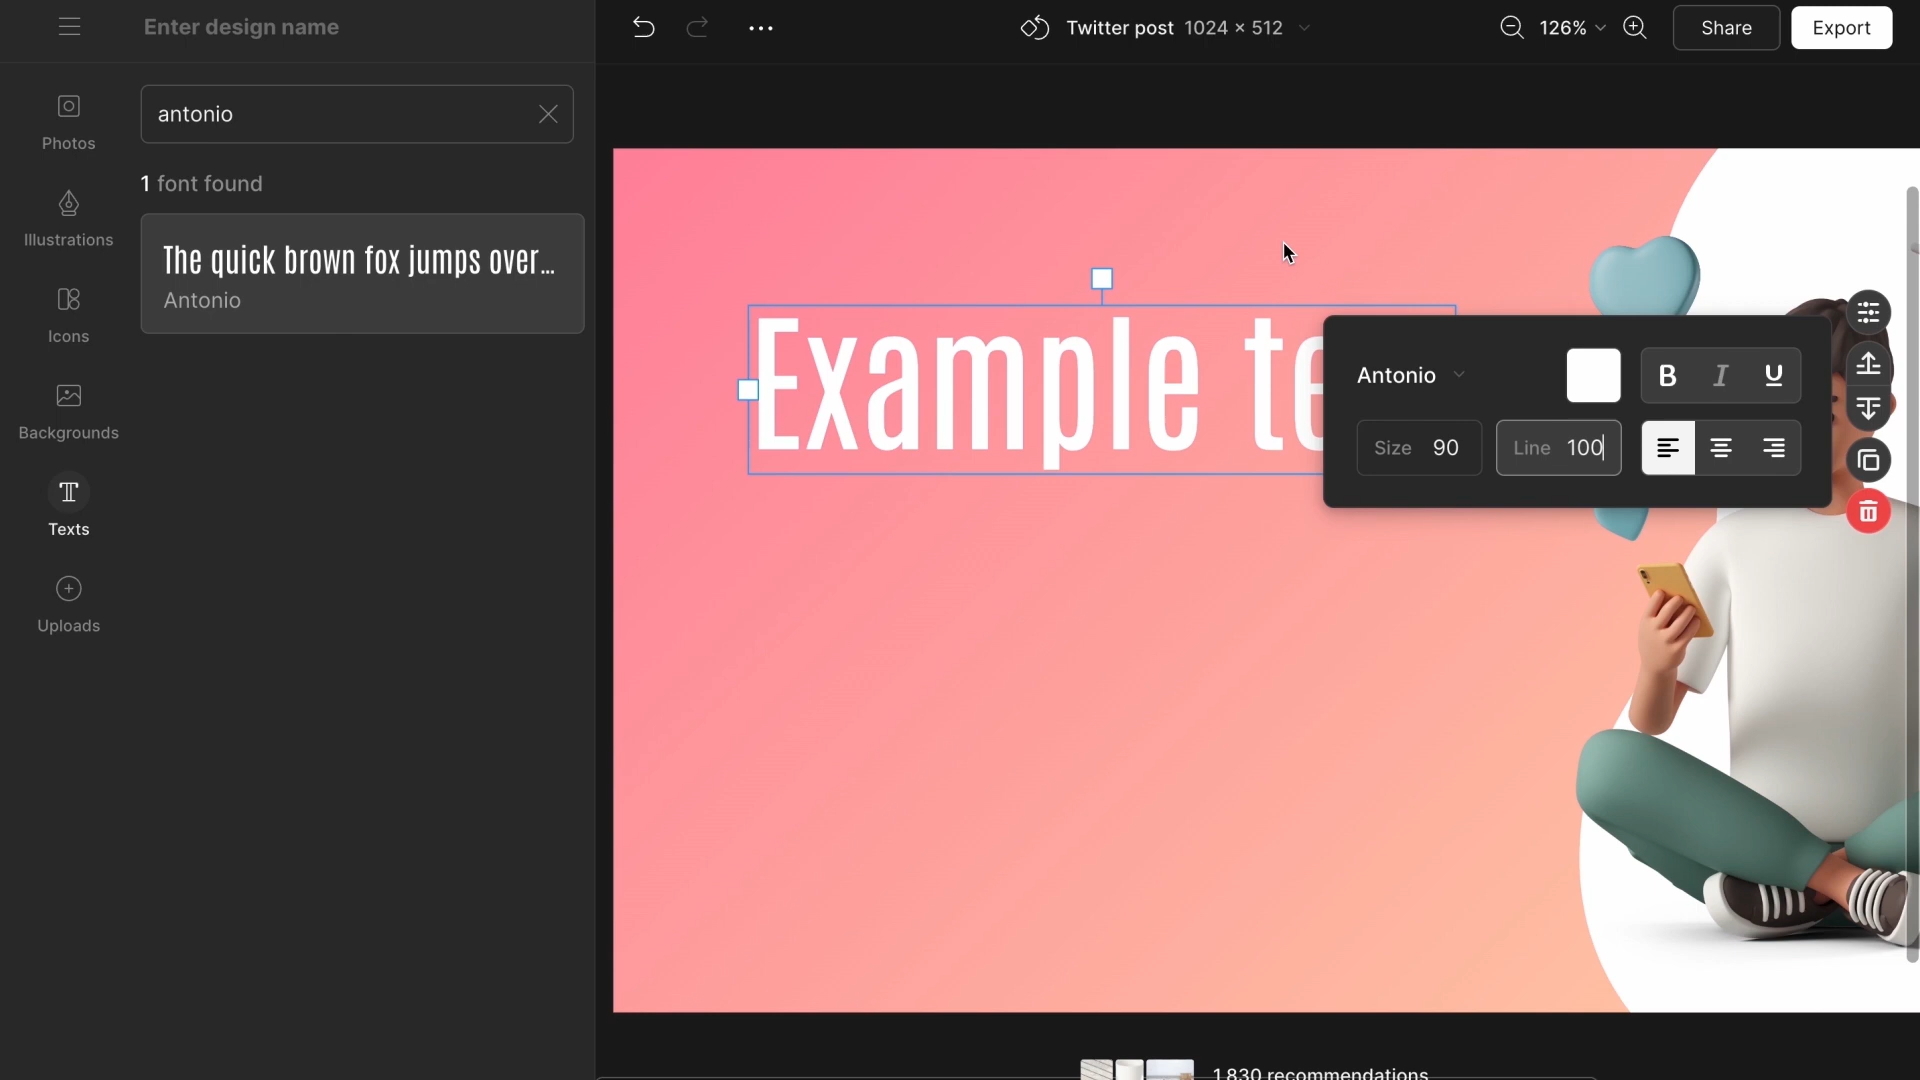 Enter design name
Twitter post 1024 × 512
126%
Share
Export
antonio
Photos
1 font found
Illustrations
The quick brown fox jumps over...
Antonio
Icons
Backgrounds
Texts
Uploads
Example te
Antonio
B I U
Size 90
Line 100
1 830 recommendations